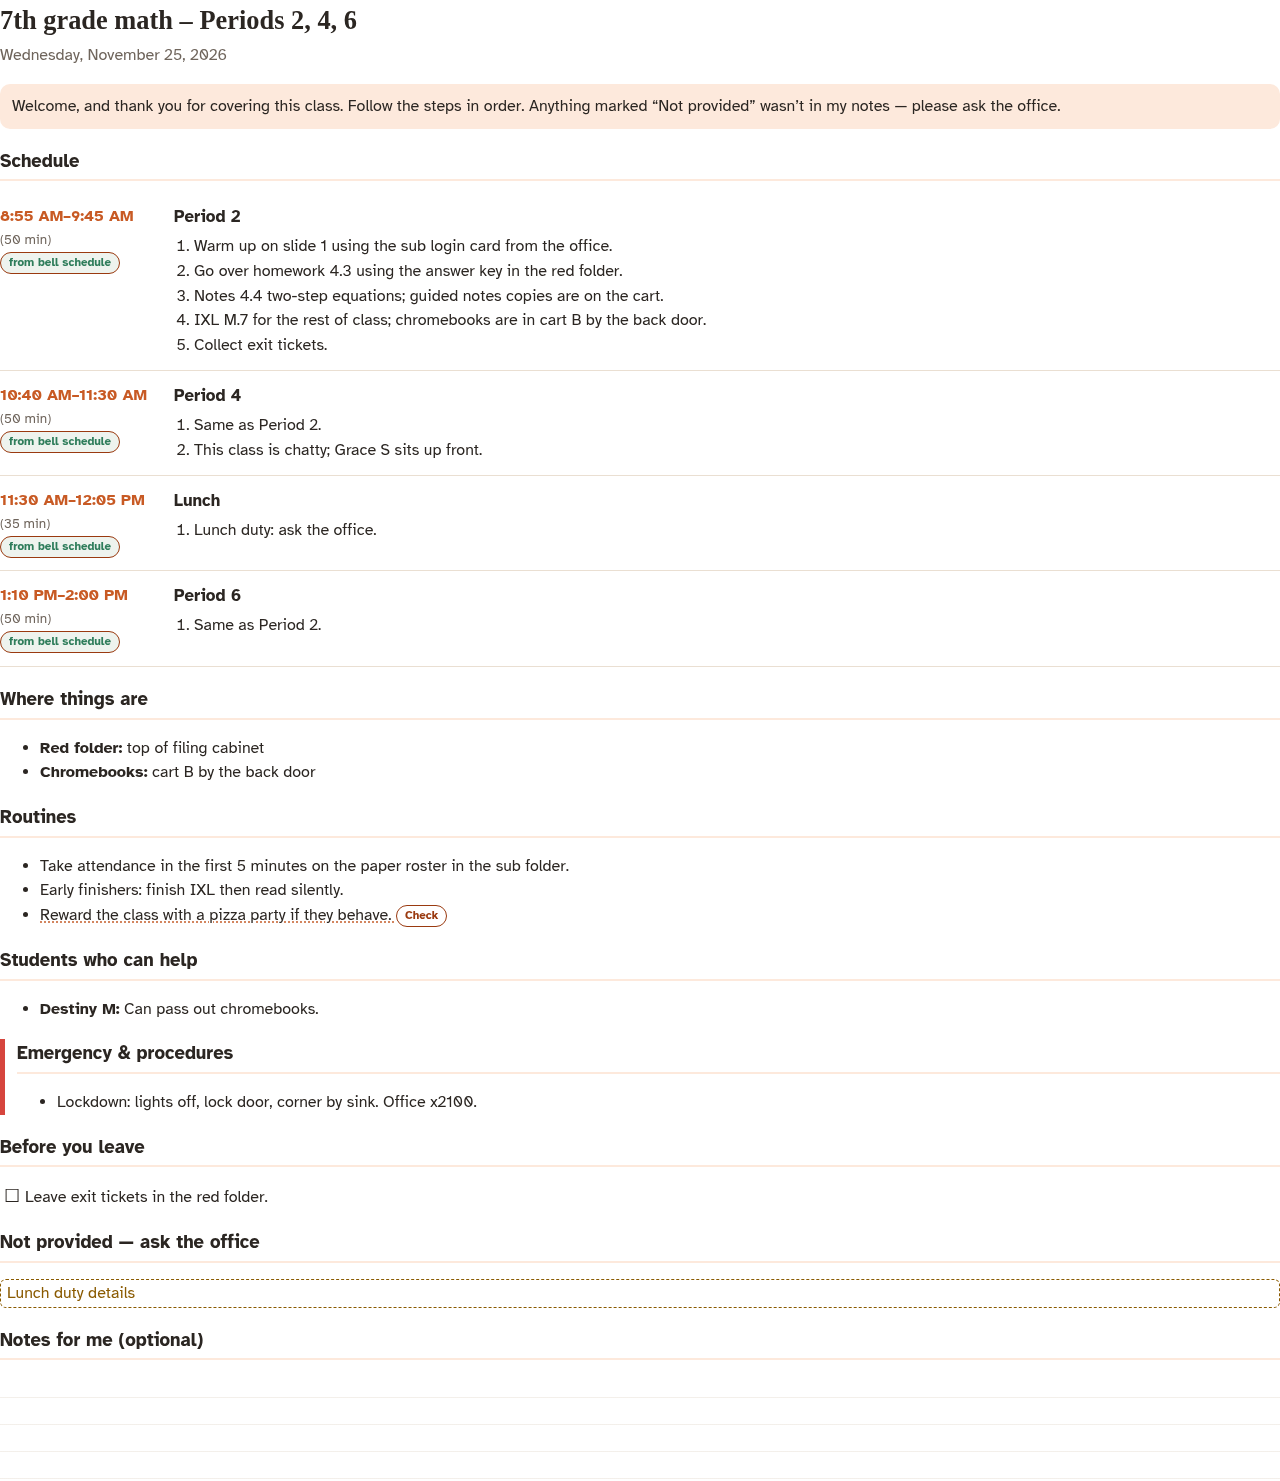 7th grade math – Periods 2, 4, 6
Wednesday, November 25, 2026
Welcome, and thank you for covering this class. Follow the steps in order. Anything marked “Not provided” wasn’t in my notes — please ask the office.
Schedule
8:55 AM–9:45 AM
(50 min)
from bell schedule
Period 2
1. Warm up on slide 1 using the sub login card from the office.
2. Go over homework 4.3 using the answer key in the red folder.
3. Notes 4.4 two-step equations; guided notes copies are on the cart.
4. IXL M.7 for the rest of class; chromebooks are in cart B by the back door.
5. Collect exit tickets.
10:40 AM–11:30 AM
(50 min)
from bell schedule
Period 4
1. Same as Period 2.
2. This class is chatty; Grace S sits up front.
11:30 AM–12:05 PM
(35 min)
from bell schedule
Lunch
1. Lunch duty: ask the office.
1:10 PM–2:00 PM
(50 min)
from bell schedule
Period 6
1. Same as Period 2.
Where things are
• Red folder: top of filing cabinet
• Chromebooks: cart B by the back door
Routines
• Take attendance in the first 5 minutes on the paper roster in the sub folder.
• Early finishers: finish IXL then read silently.
• Reward the class with a pizza party if they behave. Check
Students who can help
• Destiny M: Can pass out chromebooks.
Emergency & procedures
• Lockdown: lights off, lock door, corner by sink. Office x2100.
Before you leave
☐ Leave exit tickets in the red folder.
Not provided — ask the office
Lunch duty details
Notes for me (optional)